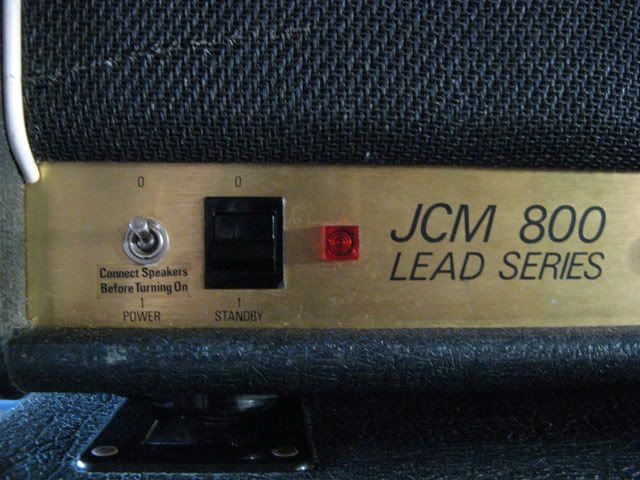 0
0
Connect Speakers
Before Turning On
1
POWER
1
STANDBY
JCM 800
LEAD SERIES